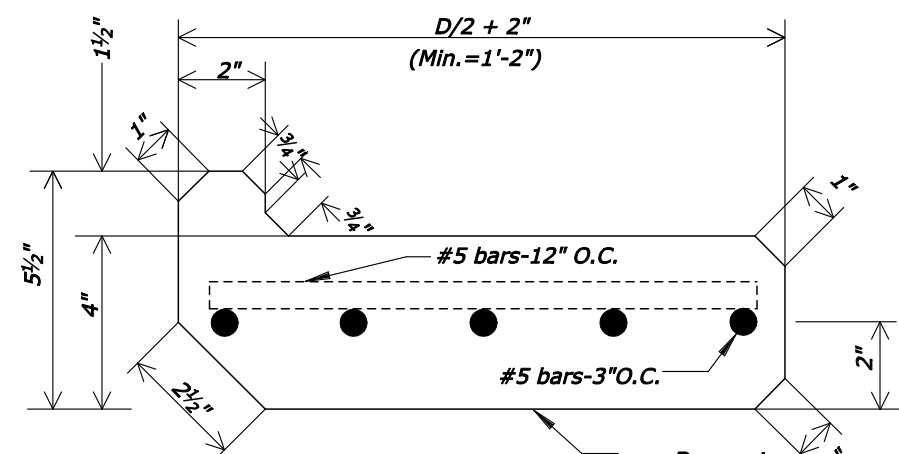 D/2 + 2"
(Min.=1'-2")
1½"
2"
1"
¾"
¾"
1"
#5 bars-12" O.C.
5½"
4"
#5 bars-3"O.C.
2"
2½"